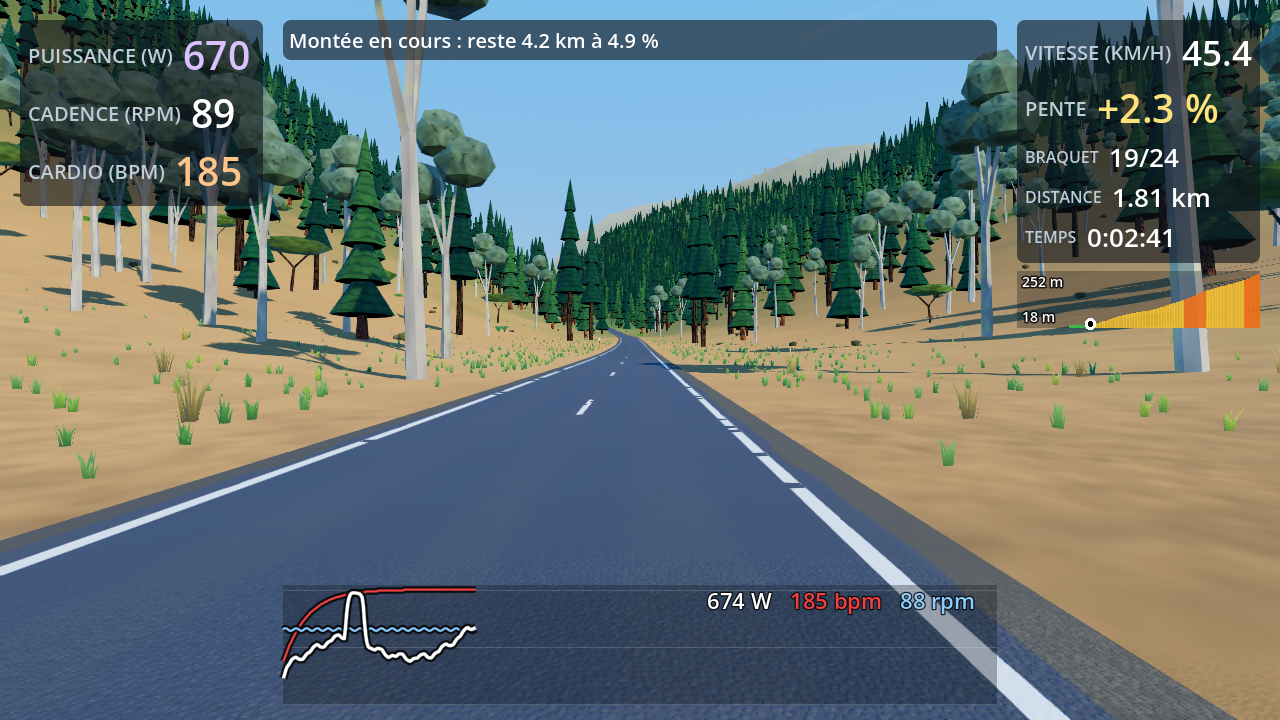 PUISSANCE (W) 670
CADENCE (RPM) 89
CARDIO (BPM) 185
Montée en cours : reste 4.2 km à 4.9 %
VITESSE (KM/H) 45.4
PENTE +2.3 %
BRAQUET 19/24
DISTANCE 1.81 km
TEMPS 0:02:41
252 m
18 m
674 W 185 bpm 88 rpm